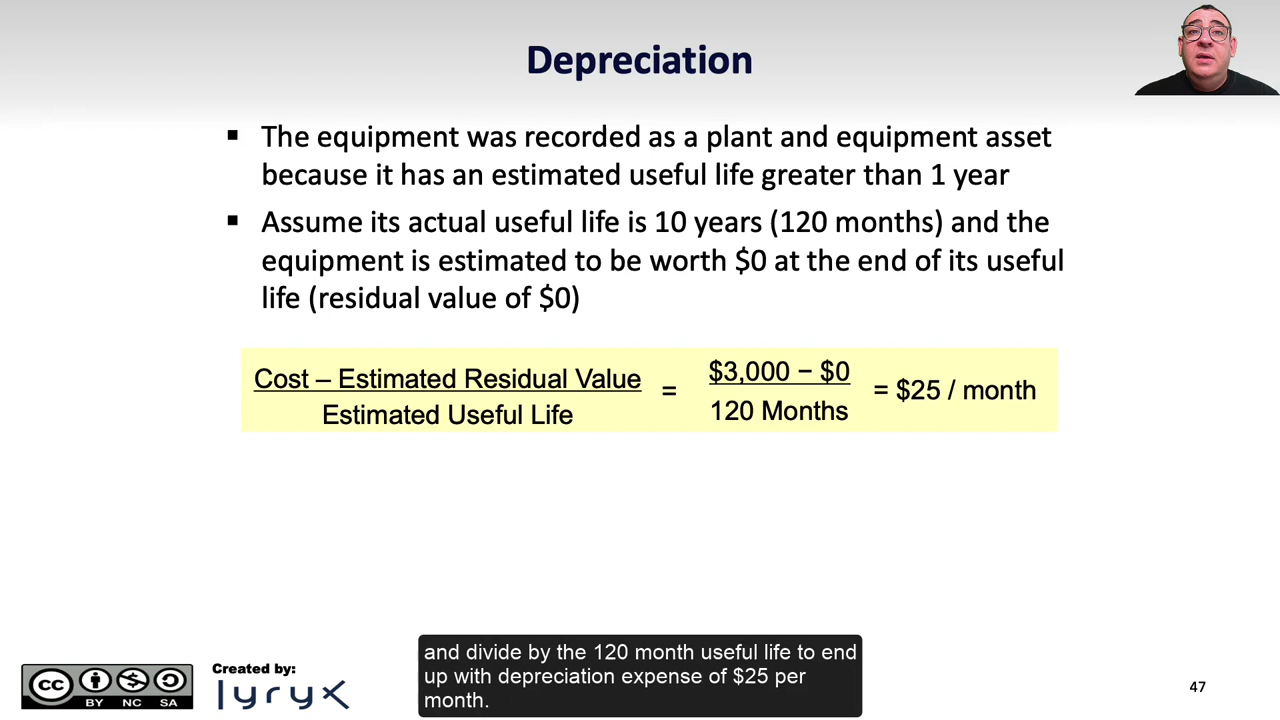 Depreciation
▪ The equipment was recorded as a plant and equipment asset
because it has an estimated useful life greater than 1 year
▪ Assume its actual useful life is 10 years (120 months) and the
equipment is estimated to be worth $0 at the end of its useful
life (residual value of $0)
Cost – Estimated Residual Value
Estimated Useful Life
=
$3,000 − $0
120 Months
= $25 / month
and divide by the 120 month useful life to end
up with depreciation expense of $25 per
month.
cc
BY NC SA
Created by:
lyryx
47